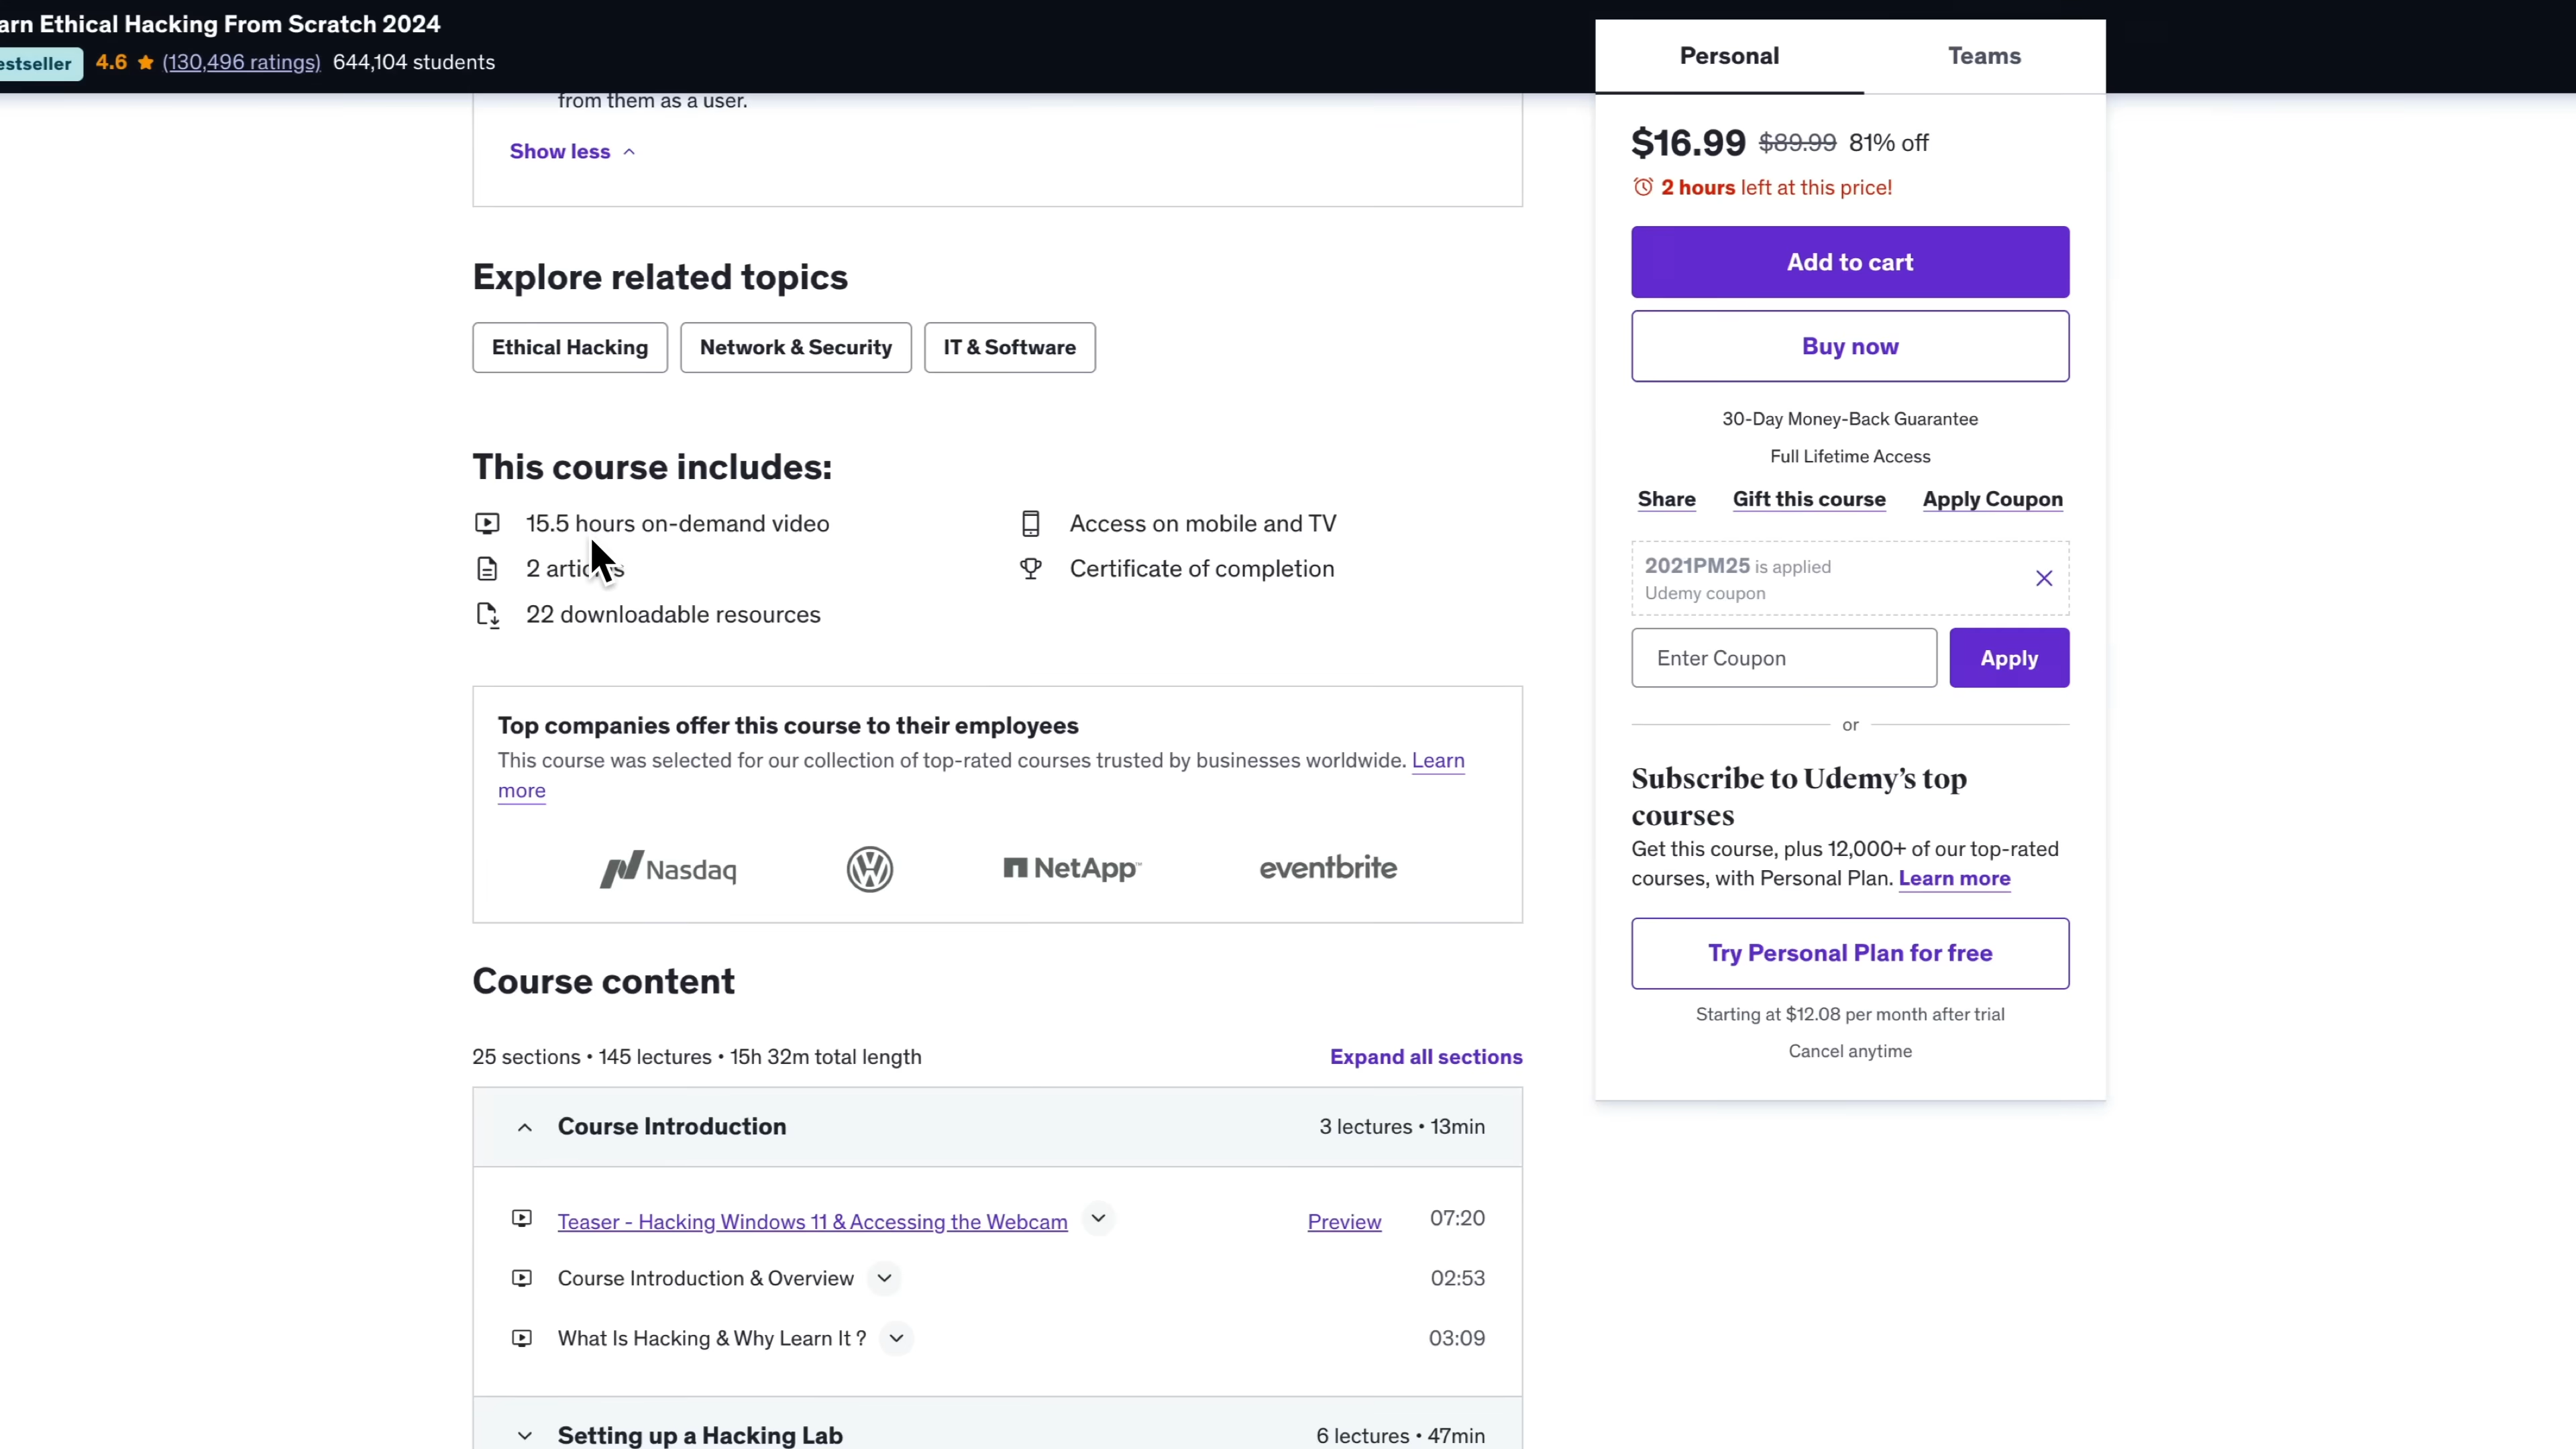 arn Ethical Hacking From Scratch 2024
estseller 4.6 (130,496 ratings) 644,104 students
from them as a user.
Show less
Explore related topics
Ethical Hacking Network & Security IT & Software
This course includes:
15.5 hours on-demand video
2
22 downloadable resources
Access on mobile and TV
Certificate of completion
Top companies offer this course to their employees
This course was selected for our collection of top-rated courses trusted by businesses worldwide. Learn
more
Nasdaq NetApp™ eventbrite
Course content
25 sections • 145 lectures • 15h 32m total length Expand all sections
Course Introduction 3 lectures • 13min
Teaser - Hacking Windows 11 & Accessing the Webcam Preview 07:20
Course Introduction & Overview 02:53
What Is Hacking & Why Learn It ? 03:09
Setting up a Hacking Lab 6 lectures • 47min
Personal Teams
$16.99 $89.99 81% off
2 hours left at this price!
Add to cart
Buy now
30-Day Money-Back Guarantee
Full Lifetime Access
Share Gift this course Apply Coupon
2021PM25 is applied
Udemy coupon
Enter Coupon Apply
or
Subscribe to Udemy’s top
courses
Get this course, plus 12,000+ of our top-rated
courses, with Personal Plan. Learn more
Try Personal Plan for free
Starting at $12.08 per month after trial
Cancel anytime